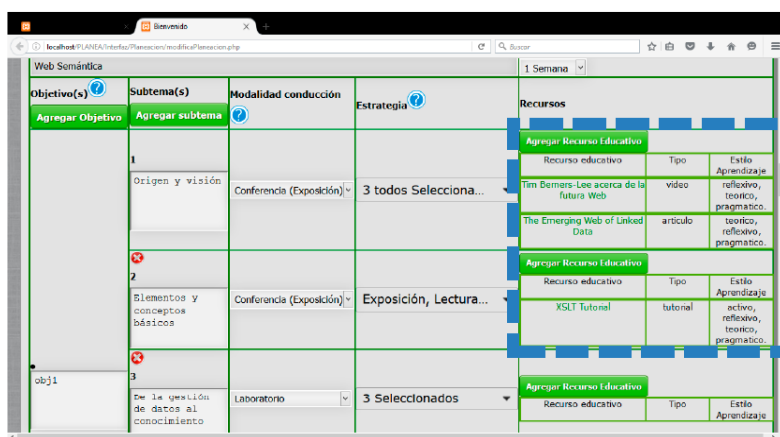 Bienvenido
localhost/PLANEA/Interfaz/Planeacion/modificaPlaneacion.php
Buscar
Web Semántica
1 Semana
Objetivo(s)
Agregar Objetivo
Subtema(s)
Agregar subtema
Modalidad conducción
Estrategia
Recursos
1
Origen y visión
Conferencia (Exposición)
3 todos Selecciona...
Agregar Recurso Educativo
Recurso educativo Tipo Estilo
Aprendizaje
Tim Berners-Lee acerca de la video reflexivo,
futura Web teorico,
pragmatico.
The Emerging Web of Linked articulo teorico,
Data reflexivo,
pragmatico.
2
Elementos y
conceptos
básicos
Conferencia (Exposición)
Exposición, Lectura...
Agregar Recurso Educativo
Recurso educativo Tipo Estilo
Aprendizaje
XSLT Tutorial tutorial activo,
reflexivo,
teorico,
pragmatico.
obj1
3
De la gestión
de datos al
conocimiento
Laboratorio
3 Seleccionados
Agregar Recurso Educativo
Recurso educativo Tipo Estilo
Aprendizaje